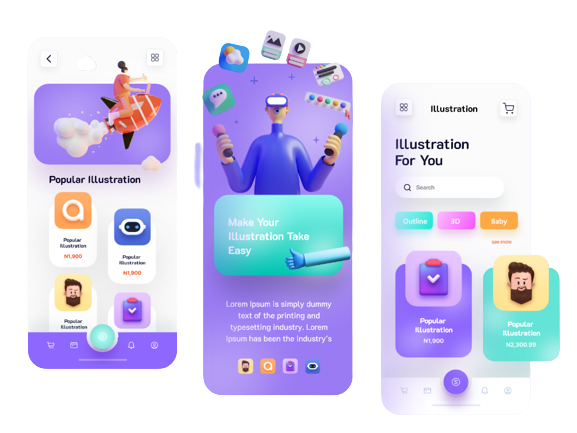 Popular Illustration
Popular
Illustration
N1,900
Popular
Illustration
N1,900
Popular
Illustration
Make Your
Illustration Take
Easy
Lorem Ipsum is simply dummy
text of the printing and
typesetting industry. Lorem
Ipsum has been the industry's
Illustration
Illustration
For You
Search
Outline
3D
Baby
see more
Popular
Illustration
N1,900
Popular
Illustration
N2,300.99